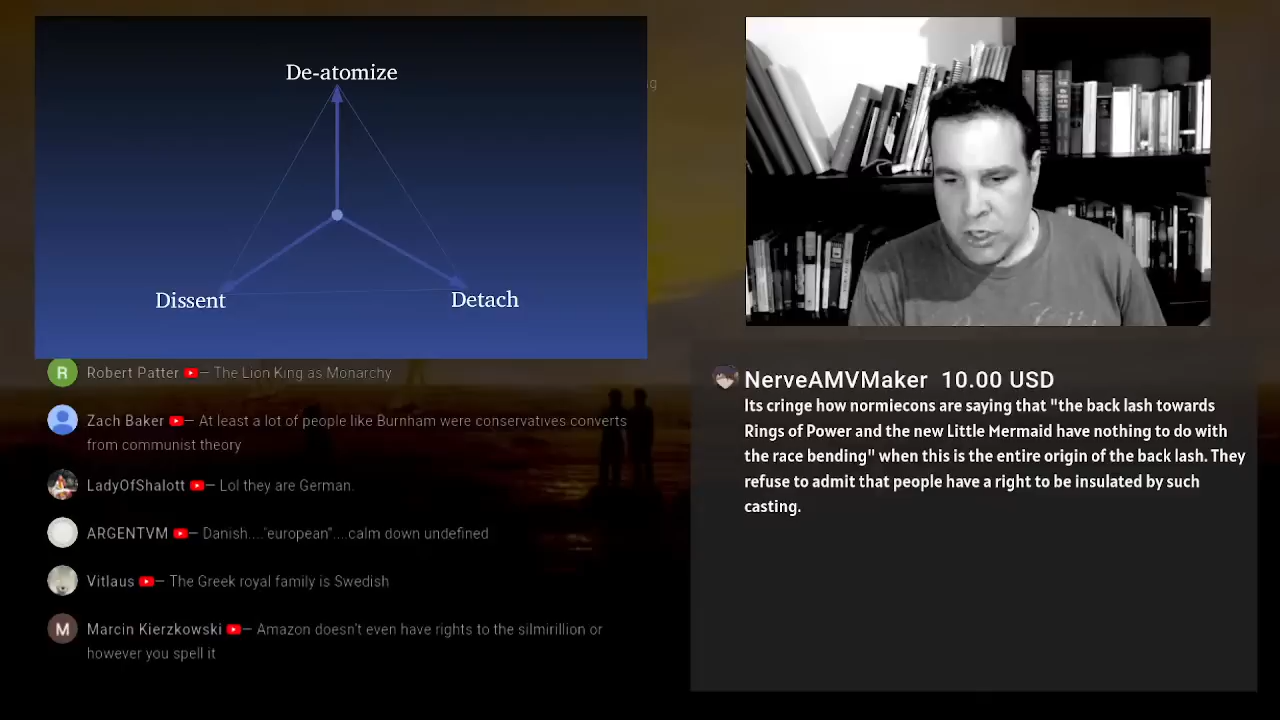 De-atomize
Dissent
Detach
ng
Robert Patter — The Lion King as Monarchy
Zach Baker — At least a lot of people like Burnham were conservatives converts
from communist theory
LadyOfShalott — Lol they are German.
ARGENTVM — Danish...."european"....calm down undefined
Vitlaus — The Greek royal family is Swedish
Marcin Kierzkowski — Amazon doesn't even have rights to the silmirillion or
however you spell it
R
M
NerveAMVMaker 10.00 USD
Its cringe how normiecons are saying that "the back lash towards
Rings of Power and the new Little Mermaid have nothing to do with
the race bending" when this is the entire origin of the back lash. They
refuse to admit that people have a right to be insulated by such
casting.